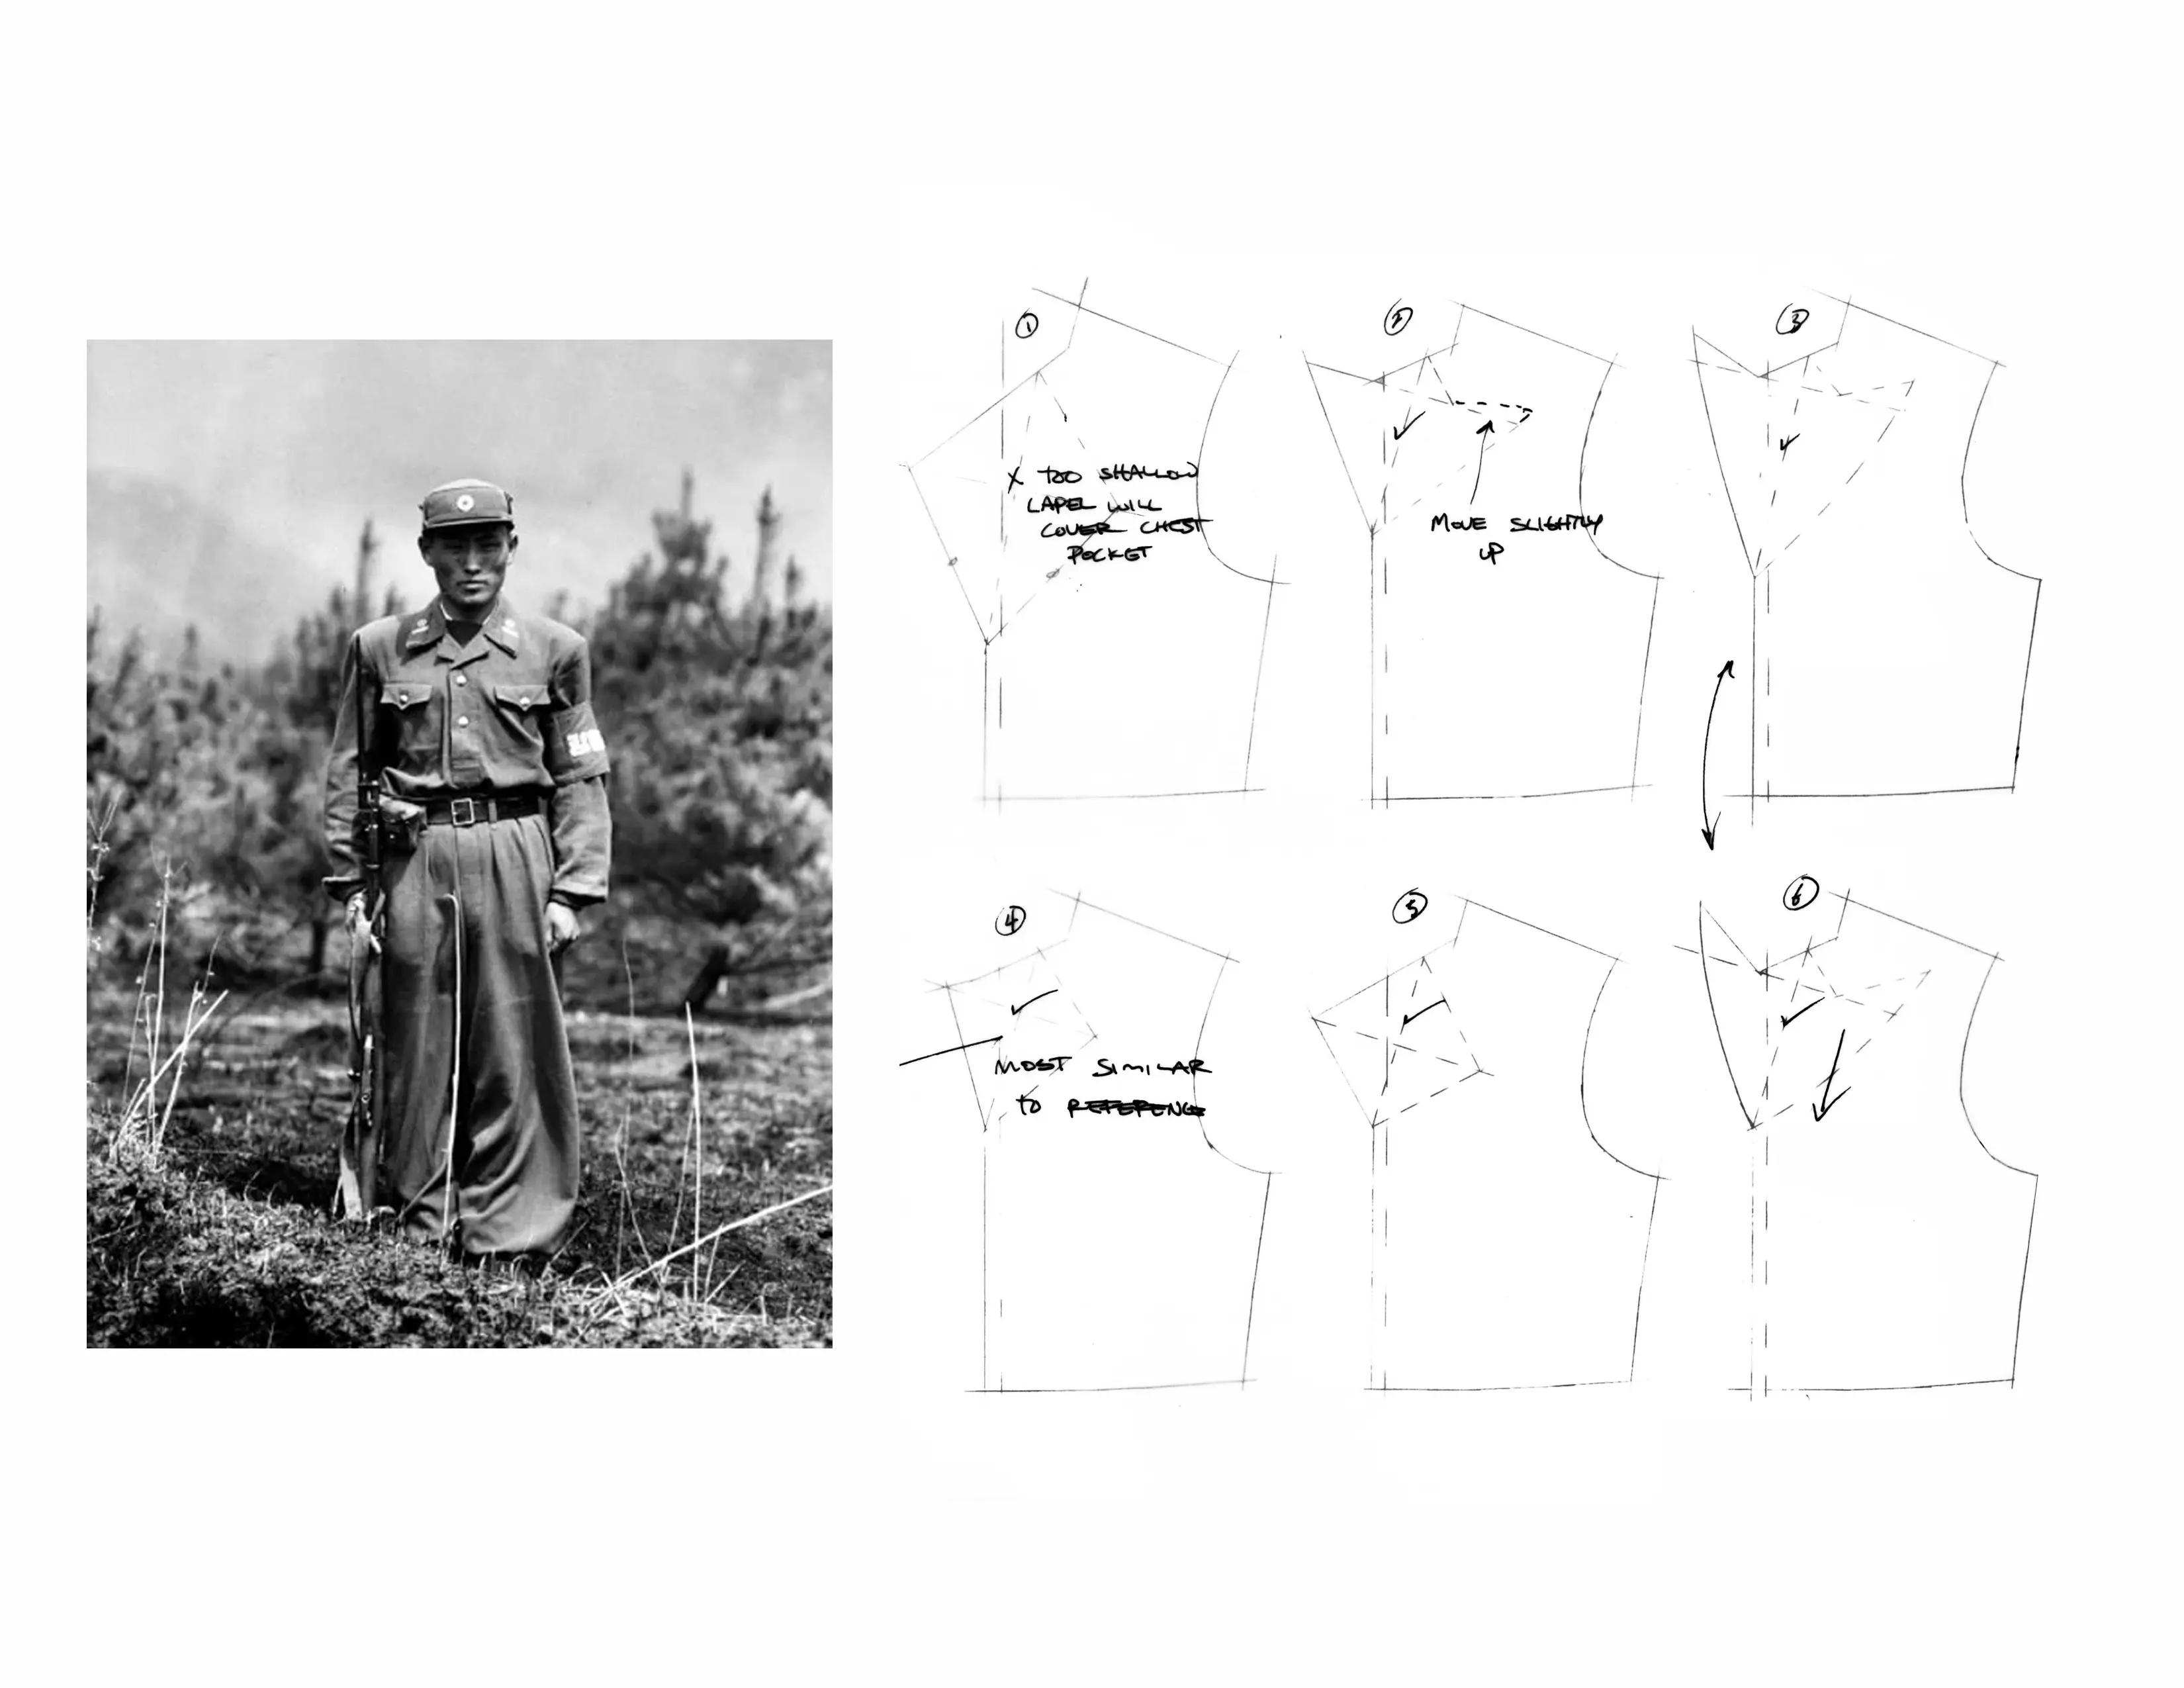 ①
X TOO SHALLOW
LAPEL WILL
COVER CHEST
POCKET
②
MOVE SLIGHTLY
UP
③
④
MOST SIMILAR
TO REFERENCE
⑤
⑥